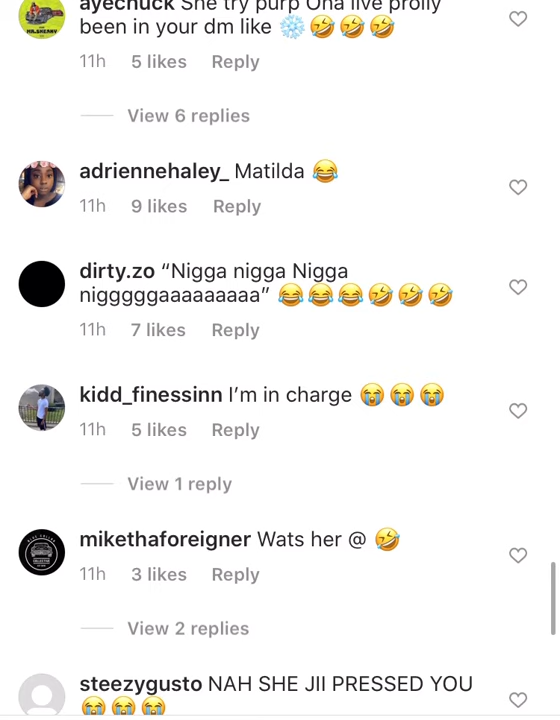 ayechuck She try purp Ona live prolly
been in your dm like ❄️🤣🤣🤣
11h 5 likes Reply
View 6 replies
adriennehaley_ Matilda 😂
11h 9 likes Reply
dirty.zo “Nigga nigga Nigga
nigggggaaaaaaaaa” 😂😂😂🤣🤣🤣
11h 7 likes Reply
kidd_finessinn I’m in charge 😭😭😭
11h 5 likes Reply
View 1 reply
mikethaforeigner Wats her @ 🤣
11h 3 likes Reply
View 2 replies
steezygusto NAH SHE JII PRESSED YOU
😭😭😭